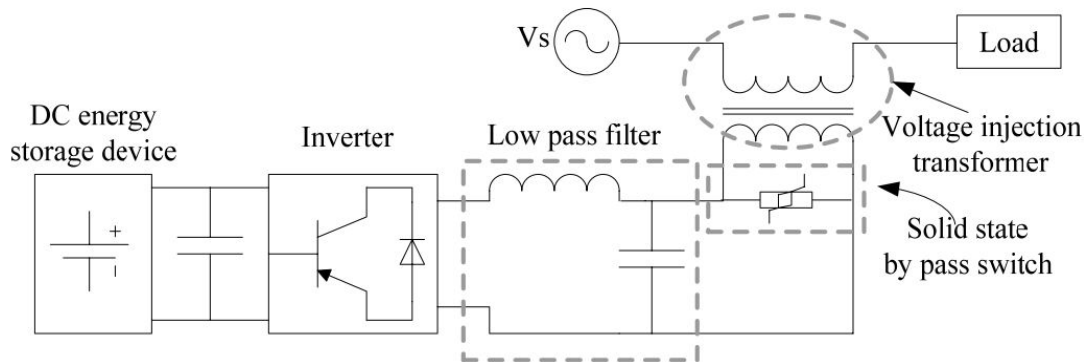 Vs
Load
DC energy
storage device
Inverter
Low pass filter
Voltage injection
transformer
Solid state
by pass switch
+
-